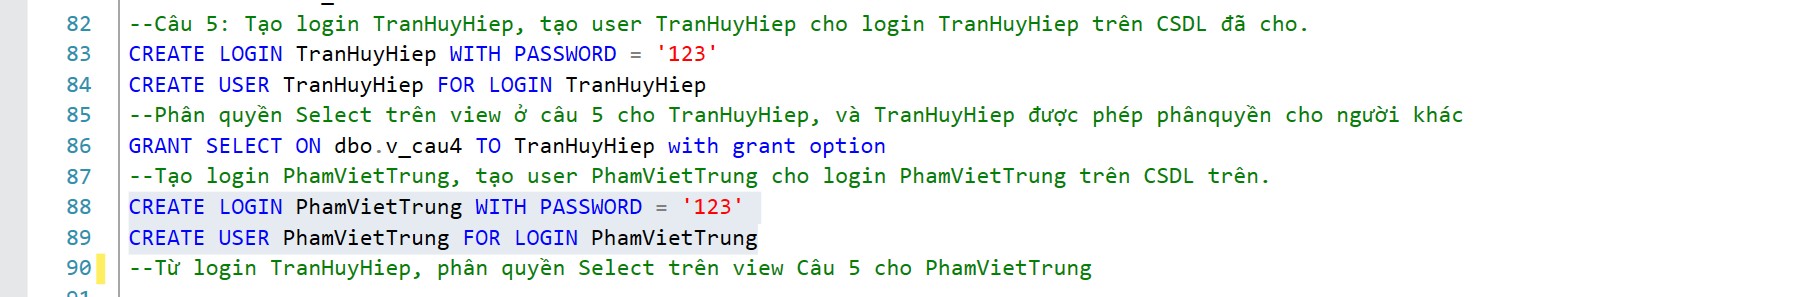 82 --Câu 5: Tạo login TranHuyHiep, tạo user TranHuyHiep cho login TranHuyHiep trên CSDL đã cho.
83 CREATE LOGIN TranHuyHiep WITH PASSWORD = '123'
84 CREATE USER TranHuyHiep FOR LOGIN TranHuyHiep
85 --Phân quyền Select trên view ở câu 5 cho TranHuyHiep, và TranHuyHiep được phép phânquyền cho người khác
86 GRANT SELECT ON dbo.v_cau4 TO TranHuyHiep with grant option
87 --Tạo login PhamVietTrung, tạo user PhamVietTrung cho login PhamVietTrung trên CSDL trên.
88 CREATE LOGIN PhamVietTrung WITH PASSWORD = '123'
89 CREATE USER PhamVietTrung FOR LOGIN PhamVietTrung
90 --Từ login TranHuyHiep, phân quyền Select trên view Câu 5 cho PhamVietTrung